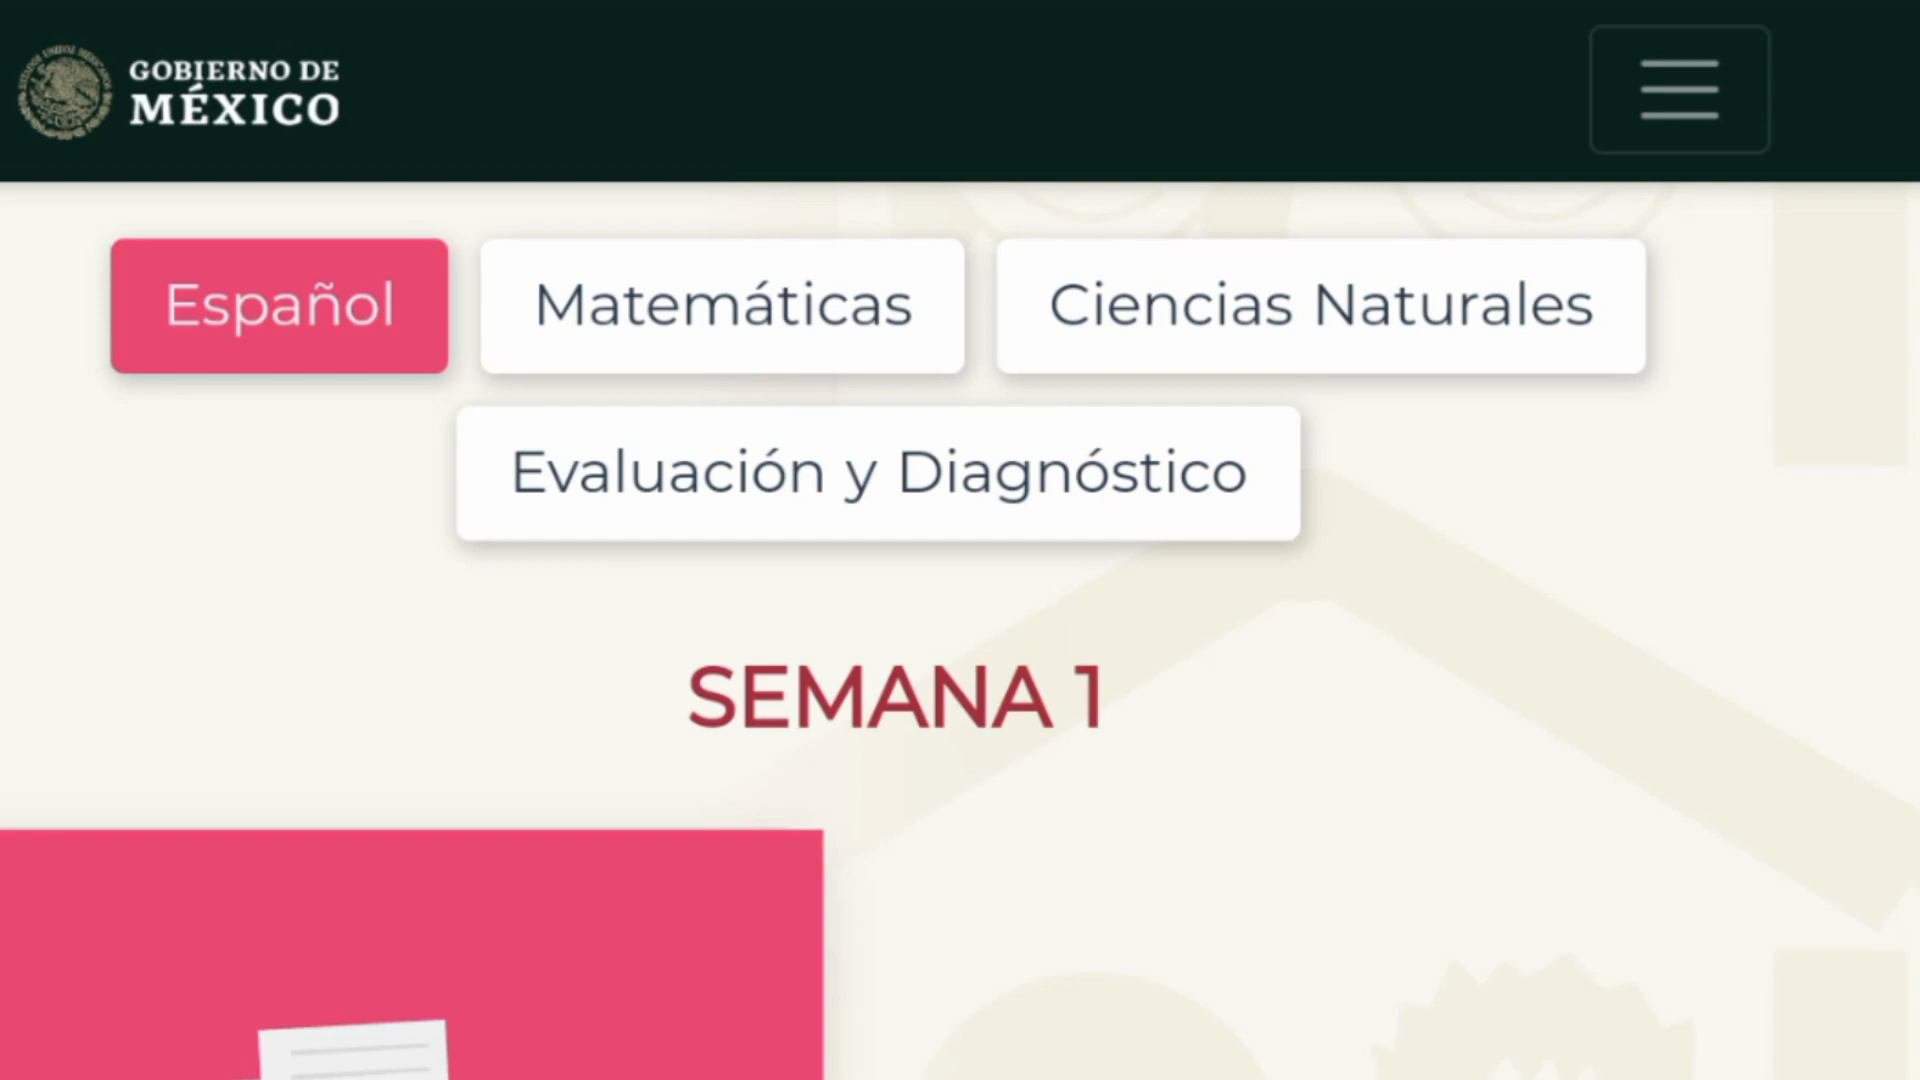 GOBIERNO DE
MÉXICO
Español
Matemáticas
Ciencias Naturales
Evaluación y Diagnóstico
SEMANA 1